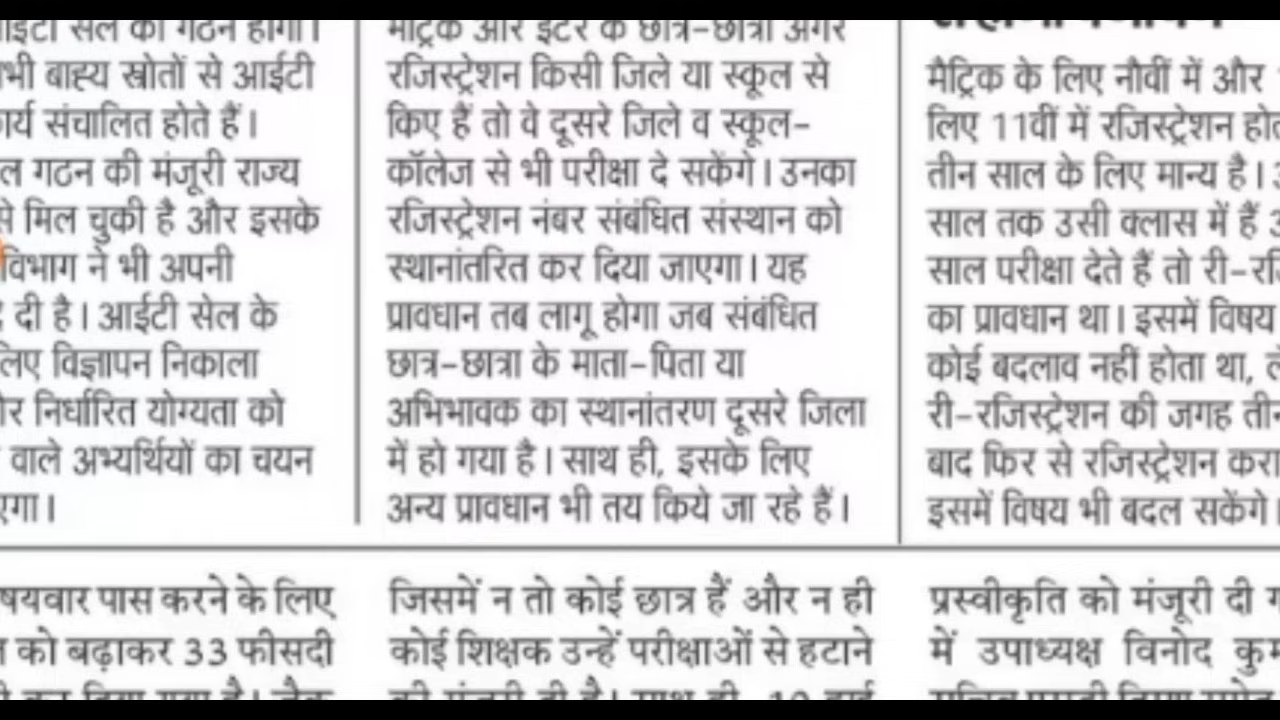 आईटी सेल का गठन होगा।
भी बाह्य स्त्रोतों से आईटी
र्य संचालित होते हैं।
ल गठन की मंजूरी राज्य
से मिल चुकी है और इसके
विभाग ने भी अपनी
दी है। आईटी सेल के
लिए विज्ञापन निकाला
र निर्धारित योग्यता को
वाले अभ्यर्थियों का चयन
एगा।
मैट्रिक और इंटर के छात्र-छात्रा अगर
रजिस्ट्रेशन किसी जिले या स्कूल से
किए हैं तो वे दूसरे जिले व स्कूल-
कॉलेज से भी परीक्षा दे सकेंगे। उनका
रजिस्ट्रेशन नंबर संबंधित संस्थान को
स्थानांतरित कर दिया जाएगा। यह
प्रावधान तब लागू होगा जब संबंधित
छात्र-छात्रा के माता-पिता या
अभिभावक का स्थानांतरण दूसरे जिला
में हो गया है। साथ ही, इसके लिए
अन्य प्रावधान भी तय किये जा रहे हैं।
मैट्रिक के लिए नौवीं में और
लिए 11वीं में रजिस्ट्रेशन
तीन साल के लिए मान्य है।
साल तक उसी क्लास में हैं
साल परीक्षा देते हैं तो
का प्रावधान था। इसमें विषय
कोई बदलाव नहीं होता था,
री-रजिस्ट्रेशन की जगह तीन
बाद फिर से रजिस्ट्रेशन करा
इसमें विषय भी बदल सकेंगे।
षयवार पास करने के लिए
को बढ़ाकर 33 फीसदी
जिसमें न तो कोई छात्र हैं और न ही
कोई शिक्षक उन्हें परीक्षाओं से हटाने
प्रस्वीकृति को मंजूरी दी
में उपाध्यक्ष विनोद